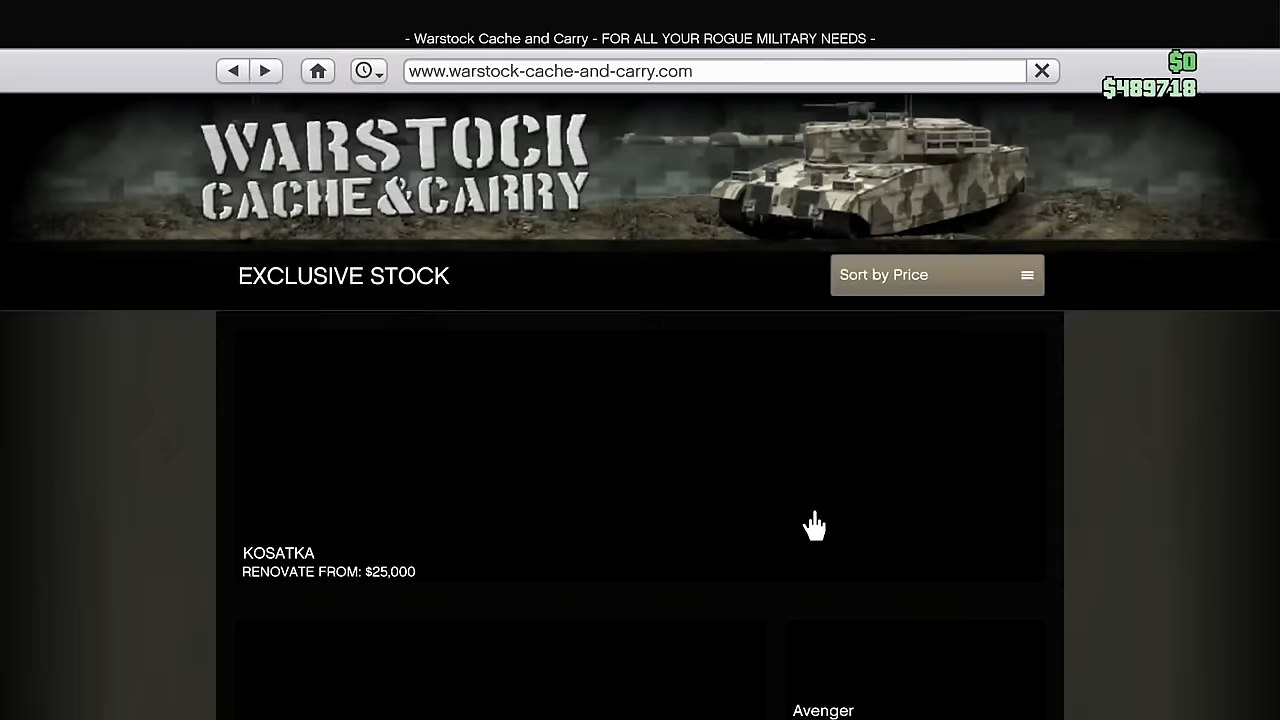 - Warstock Cache and Carry - FOR ALL YOUR ROGUE MILITARY NEEDS -
$0
www.warstock-cache-and-carry.com
$489718
WARSTOCK
CACHE&CARRY
EXCLUSIVE STOCK
Sort by Price
KOSATKA
RENOVATE FROM: $25,000
Avenger